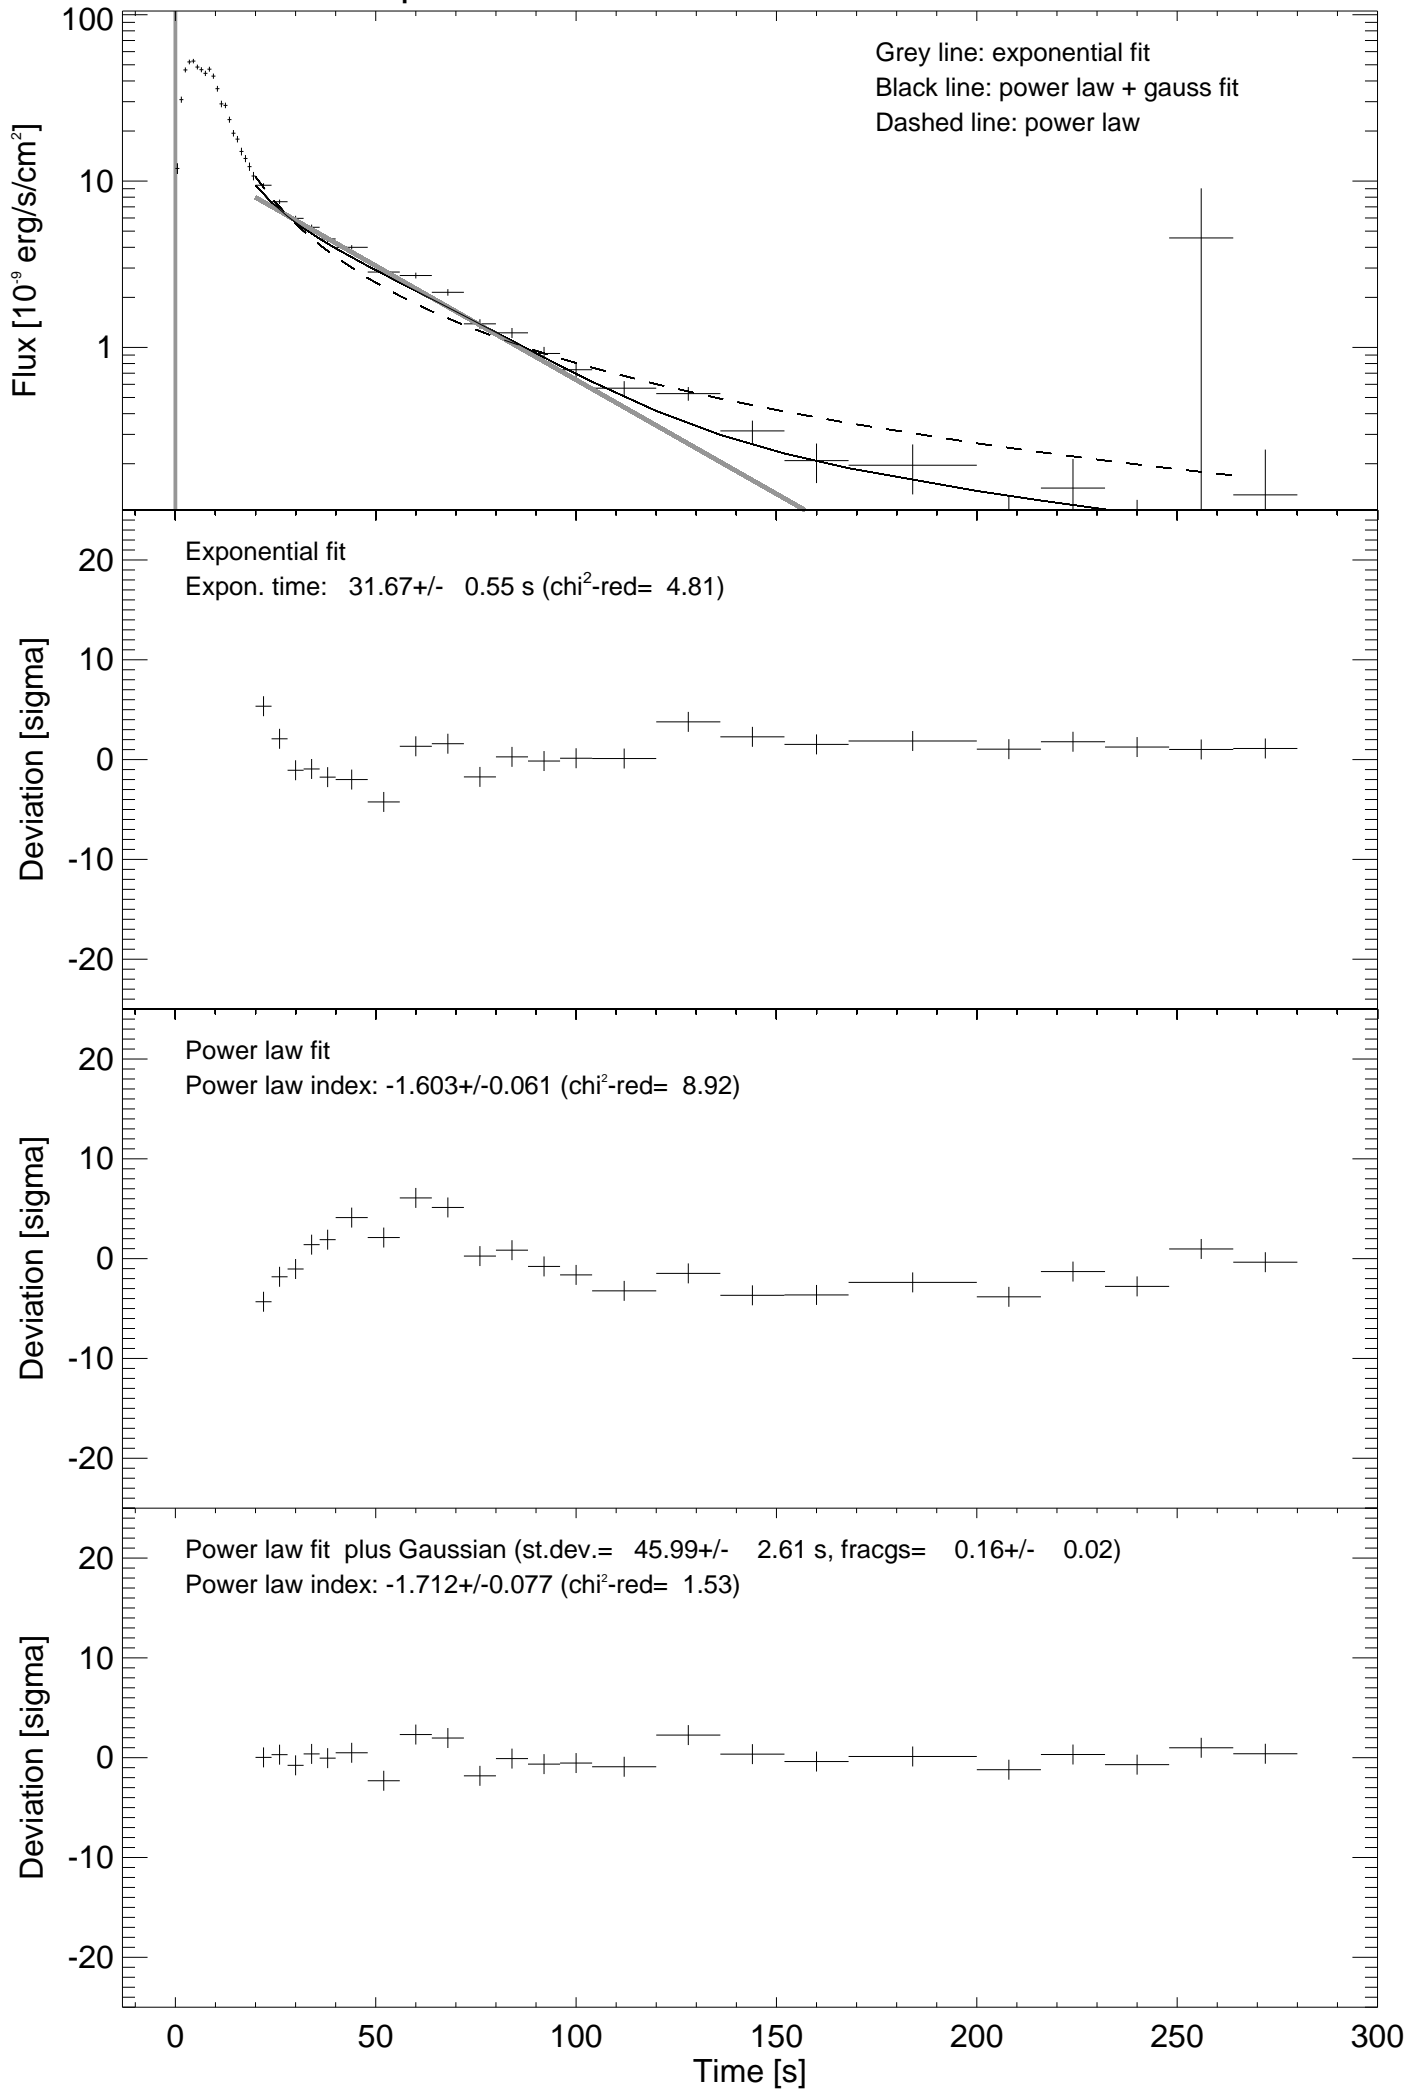 100
10
1
Flux [10⁻⁹ erg/s/cm²]
Grey line: exponential fit
Black line: power law + gauss fit
Dashed line: power law
20
10
0
-10
-20
Deviation [sigma]
Exponential fit
Expon. time: 31.67+/- 0.55 s (chi²-red= 4.81)
20
10
0
-10
-20
Deviation [sigma]
Power law fit
Power law index: -1.603+/-0.061 (chi²-red= 8.92)
20
10
0
-10
-20
Deviation [sigma]
Power law fit plus Gaussian (st.dev.= 45.99+/- 2.61 s, fracgs= 0.16+/- 0.02)
Power law index: -1.712+/-0.077 (chi²-red= 1.53)
0 50 100 150 200 250 300
Time [s]